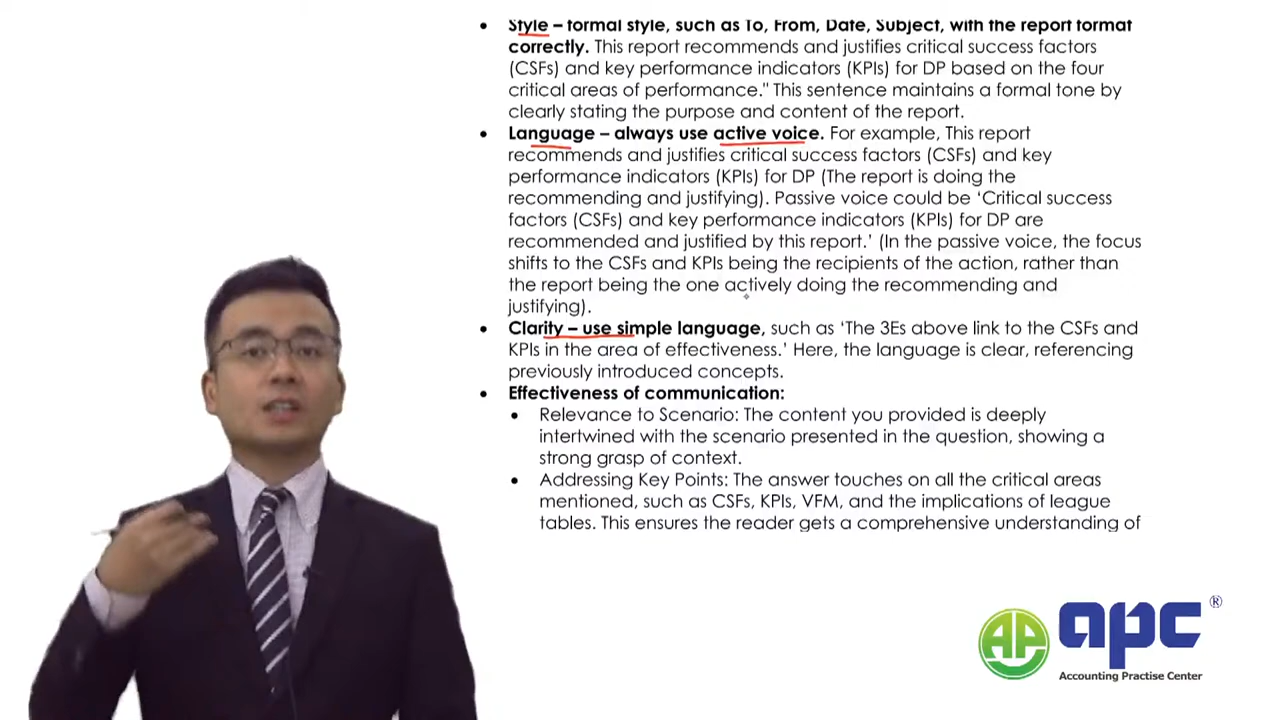 Style – formal style, such as To, From, Date, Subject, with the report format
correctly. This report recommends and justifies critical success factors
(CSFs) and key performance indicators (KPIs) for DP based on the four
critical areas of performance." This sentence maintains a formal tone by
clearly stating the purpose and content of the report.
Language – always use active voice. For example, This report
recommends and justifies critical success factors (CSFs) and key
performance indicators (KPIs) for DP (The report is doing the
recommending and justifying). Passive voice could be ‘Critical success
factors (CSFs) and key performance indicators (KPIs) for DP are
recommended and justified by this report.’ (In the passive voice, the focus
shifts to the CSFs and KPIs being the recipients of the action, rather than
the report being the one actively doing the recommending and
justifying).
Clarity – use simple language, such as ‘The 3Es above link to the CSFs and
KPIs in the area of effectiveness.’ Here, the language is clear, referencing
previously introduced concepts.
Effectiveness of communication:
Relevance to Scenario: The content you provided is deeply
intertwined with the scenario presented in the question, showing a
strong grasp of context.
Addressing Key Points: The answer touches on all the critical areas
mentioned, such as CSFs, KPIs, VFM, and the implications of league
tables. This ensures the reader gets a comprehensive understanding of
AP apc ®
Accounting Practise Center